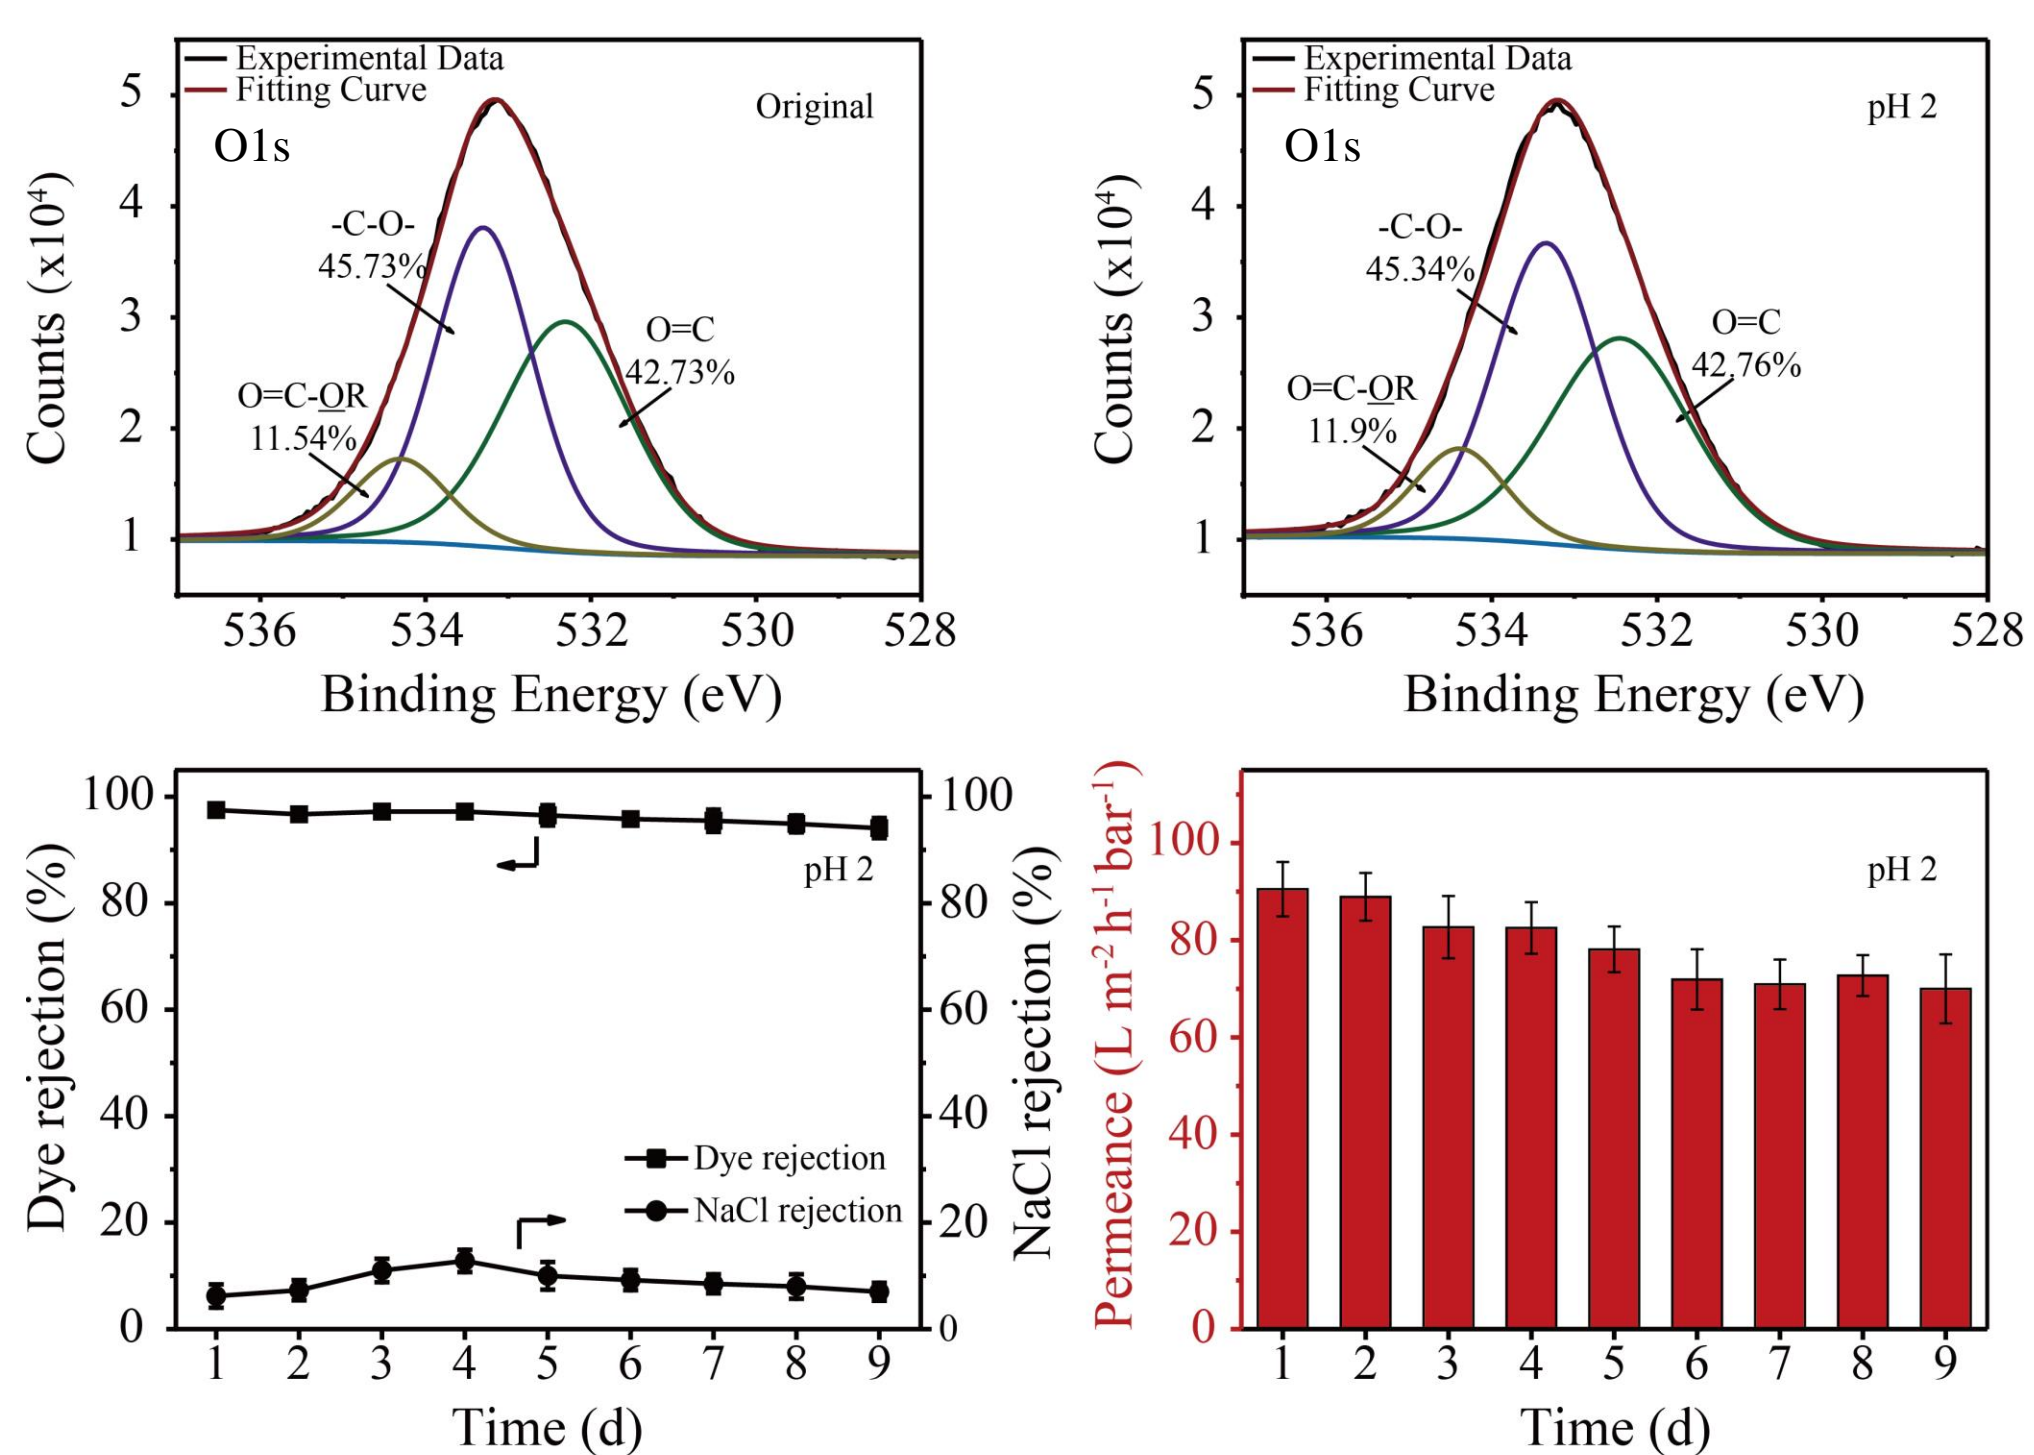 Experimental Data
Fitting Curve
Original
O1s
-C-O-
45.73%
O=C
42.73%
O=C-OR
11.54%
5
4
3
2
1
Counts (x10⁴)
536 534 532 530 528
Binding Energy (eV)
Experimental Data
Fitting Curve
pH 2
O1s
-C-O-
45.34%
O=C
42.76%
O=C-OR
11.9%
5
4
3
2
1
Counts (x10⁴)
536 534 532 530 528
Binding Energy (eV)
100
80
60
40
20
0
Dye rejection (%)
pH 2
Dye rejection
NaCl rejection
100
80
60
40
20
0
NaCl rejection (%)
1 2 3 4 5 6 7 8 9
Time (d)
Permeance (L m⁻² h⁻¹ bar⁻¹)
100
80
60
40
20
0
pH 2
1 2 3 4 5 6 7 8 9
Time (d)